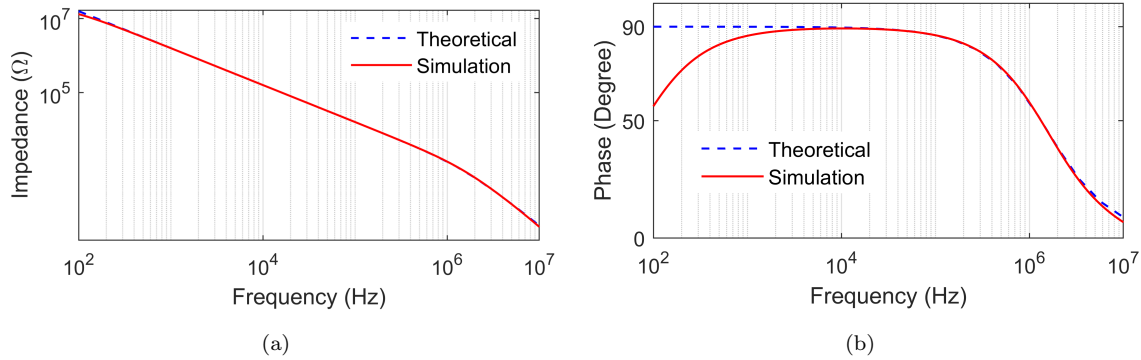 10^7
10^5
Impedance (Ω)
Theoretical
Simulation
10^2
10^4
10^6
10^7
Frequency (Hz)
(a)
90
50
0
Phase (Degree)
Theoretical
Simulation
10^2
10^4
10^6
10^7
Frequency (Hz)
(b)